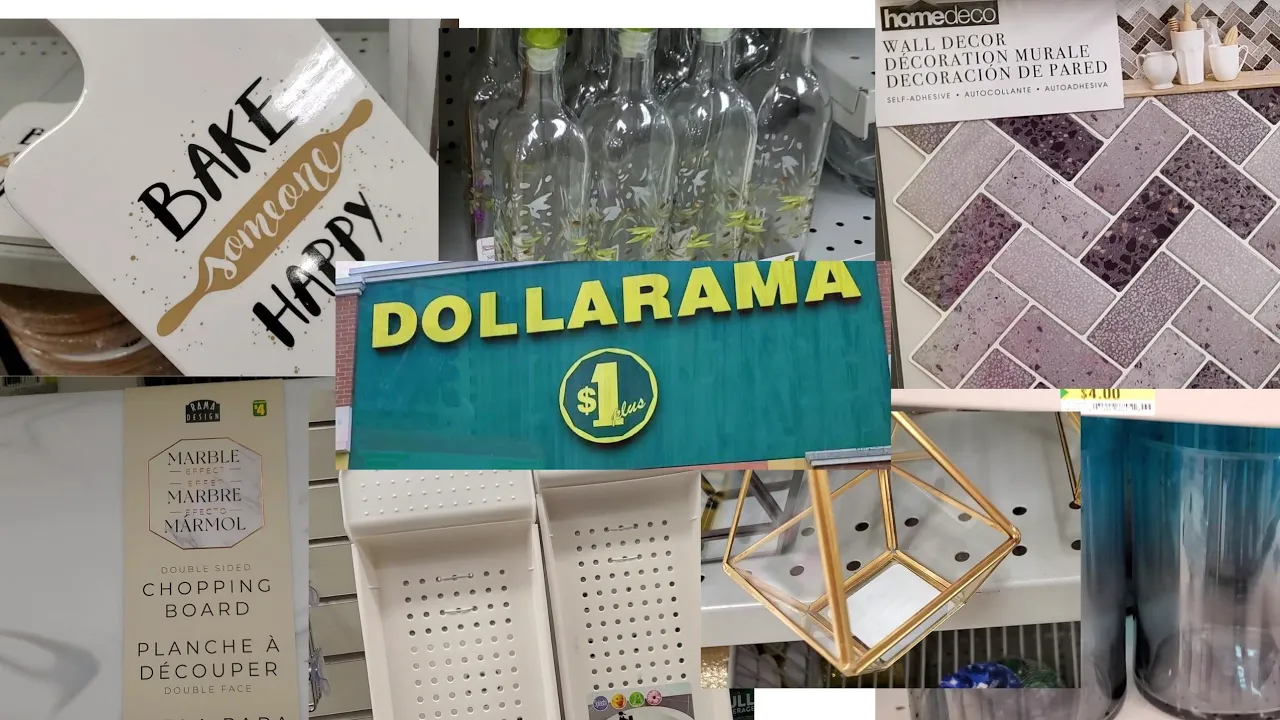 BAKE
someone
HAPPY
homedeco
WALL DECOR
DÉCORATION MURALE
DECORACIÓN DE PARED
SELF-ADHESIVE • AUTOCOLLANTE • AUTOADHESIVA
DOLLARAMA
$1 plus
RAMA
DESIGN
$4
MARBLE
EFFECT
EFFET
MARBRE
EFECTO
MÁRMOL
DOUBLE SIDED
CHOPPING
BOARD
PLANCHE À
DÉCOUPER
DOUBLE FACE
$4.00